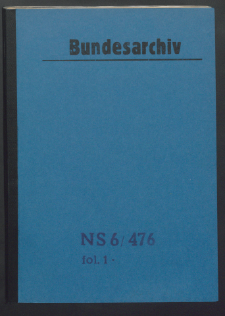 Bundesarchiv
NS 6/ 476
fol. 1-